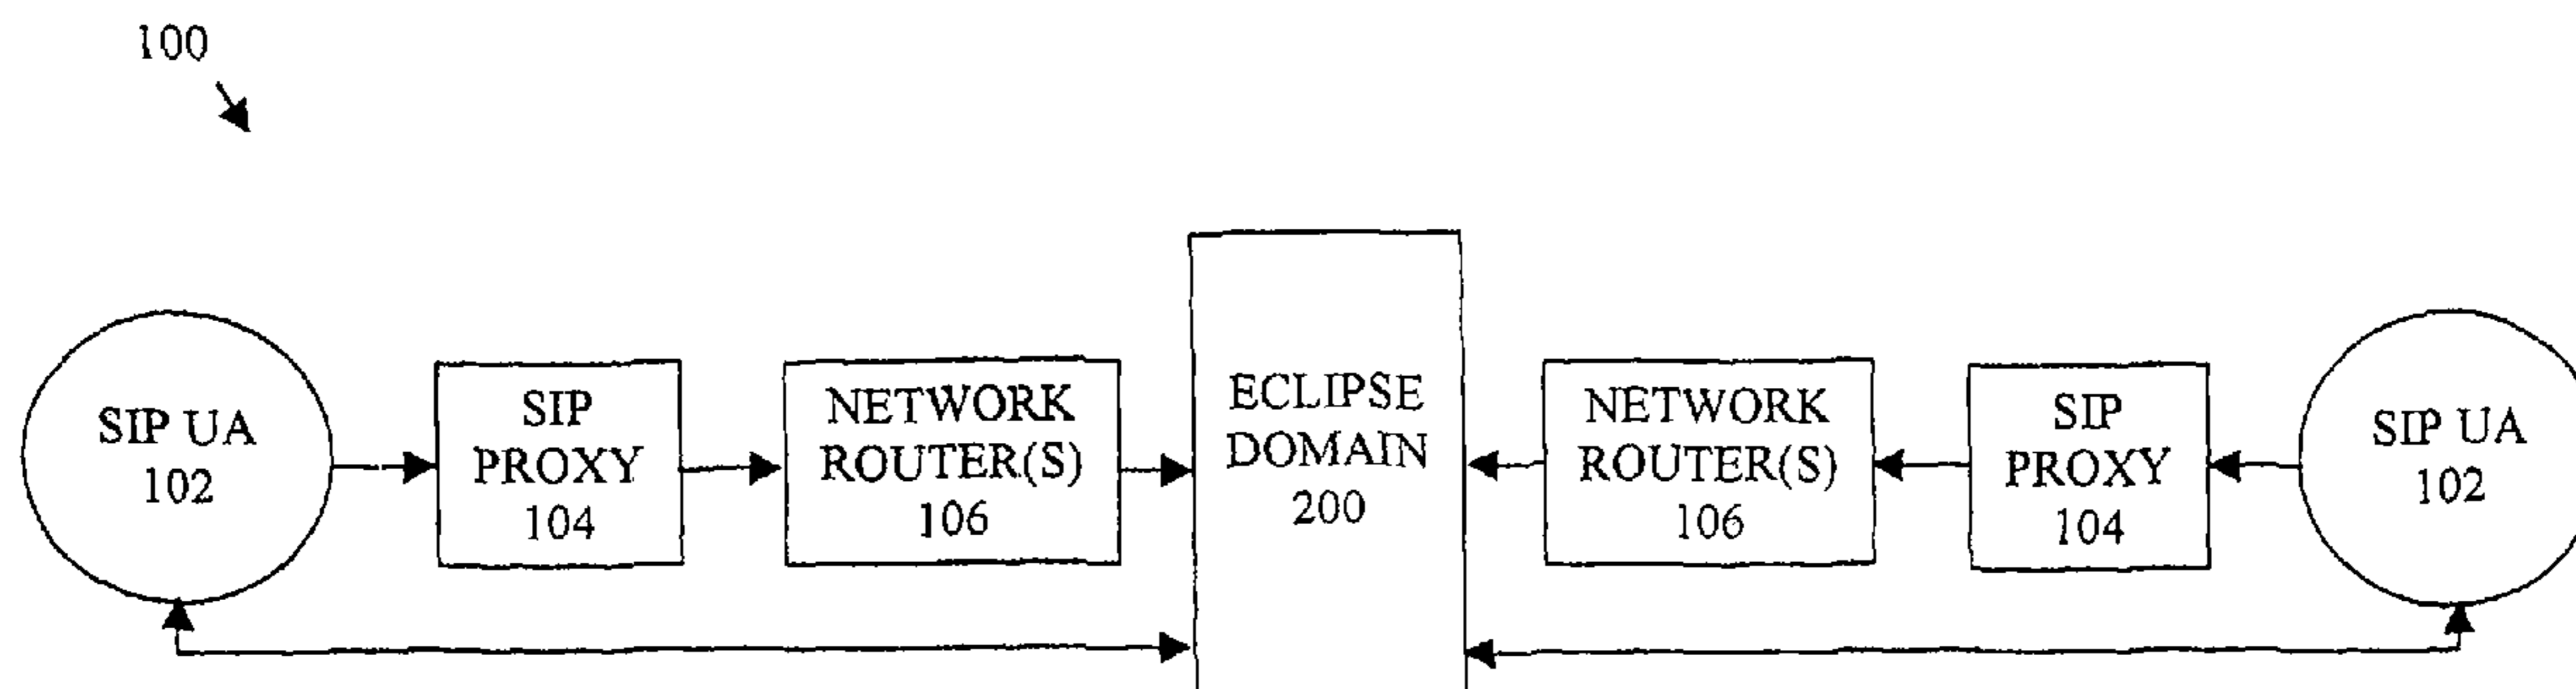 100
SIP UA
102
SIP
PROXY
104
NETWORK
ROUTER(S)
106
ECLIPSE
DOMAIN
200
NETWORK
ROUTER(S)
106
SIP
PROXY
104
SIP UA
102